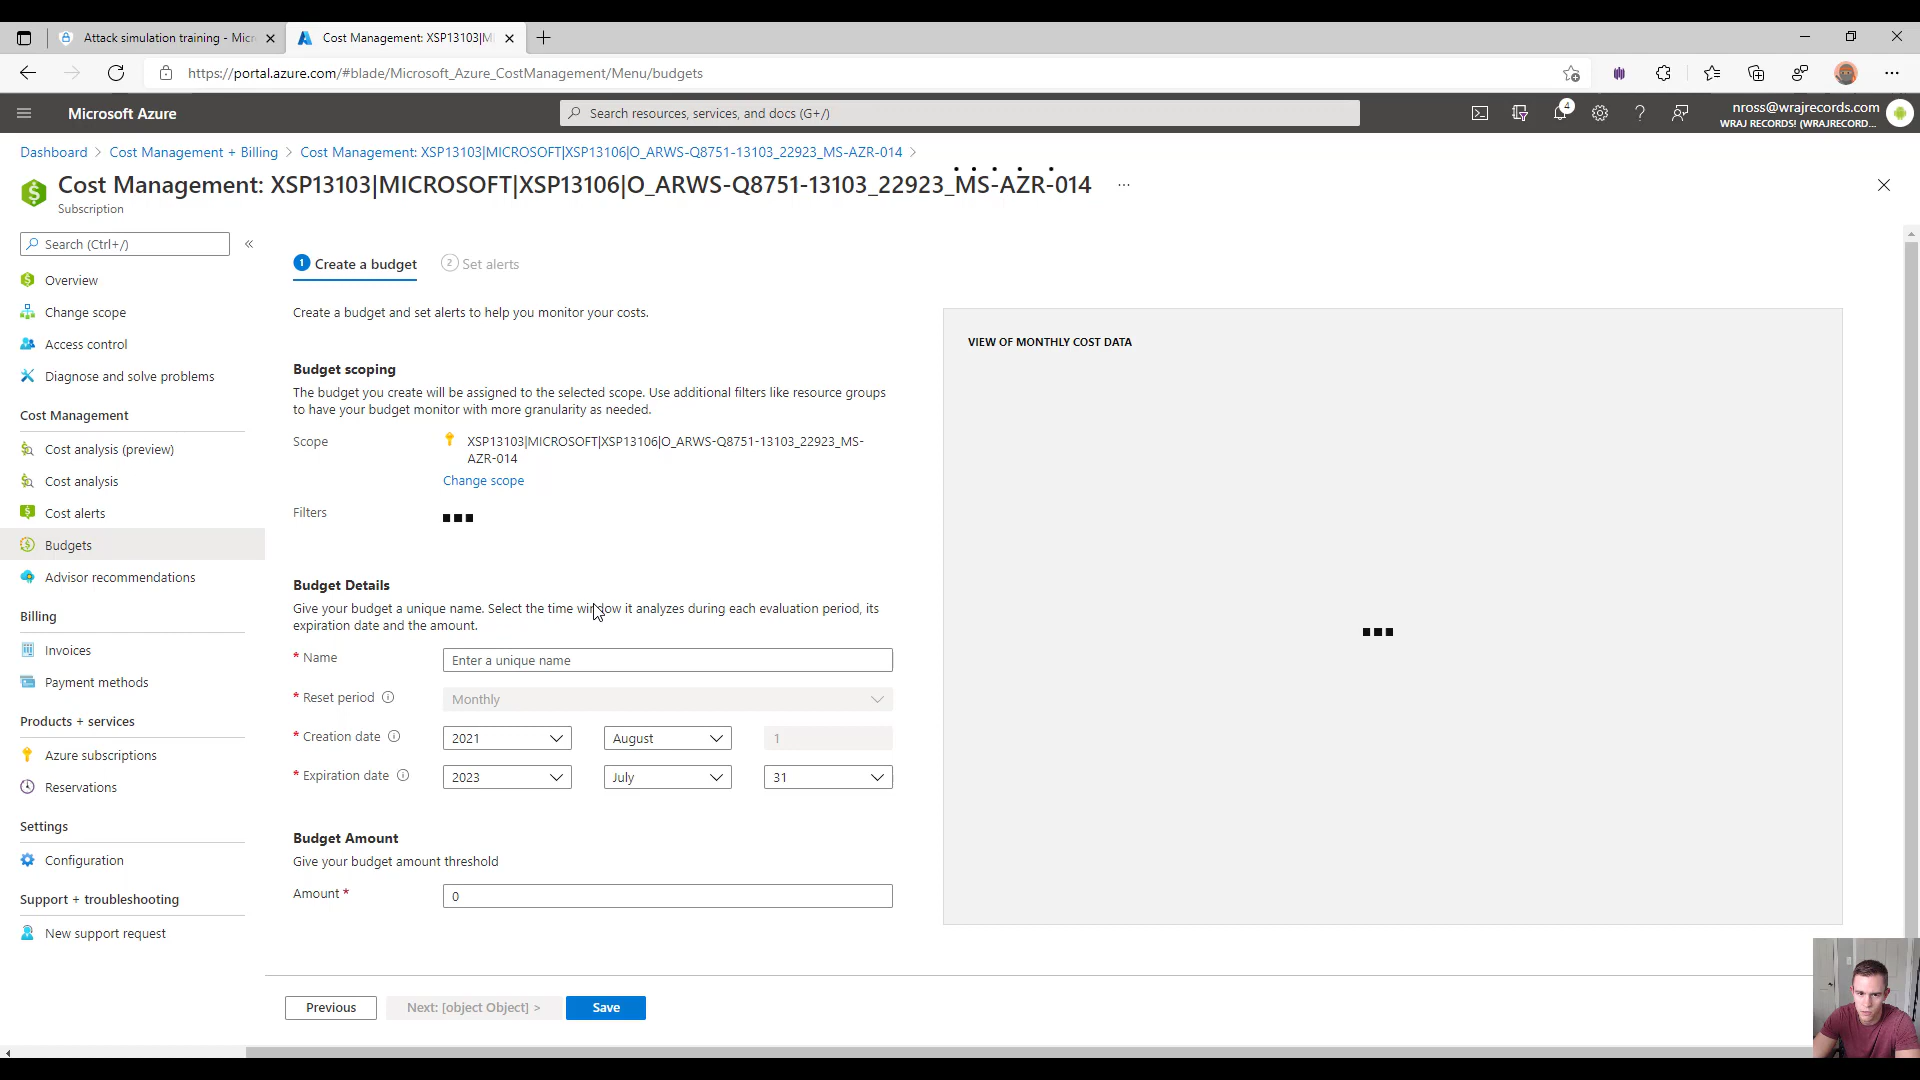 Attack simulation training - Micr
Cost Management: XSP13103|M
https://portal.azure.com/#blade/Microsoft_Azure_CostManagement/Menu/budgets
Microsoft Azure
Search resources, services, and docs (G+/)
4
nross@wrajrecords.com
WRAJ RECORDS! (WRAJRECORD...
Dashboard > Cost Management + Billing > Cost Management: XSP13103|MICROSOFT|XSP13106|O_ARWS-Q8751-13103_22923_MS-AZR-014 >
Cost Management: XSP13103|MICROSOFT|XSP13106|O_ARWS-Q8751-13103_22923_MS-AZR-014 ...
Subscription
Search (Ctrl+/)
«
Overview
Change scope
Access control
Diagnose and solve problems
Cost Management
Cost analysis (preview)
Cost analysis
Cost alerts
Budgets
Advisor recommendations
Billing
Invoices
Payment methods
Products + services
Azure subscriptions
Reservations
Settings
Configuration
Support + troubleshooting
New support request
1 Create a budget
2 Set alerts
Create a budget and set alerts to help you monitor your costs.
Budget scoping
The budget you create will be assigned to the selected scope. Use additional filters like resource groups
to have your budget monitor with more granularity as needed.
Scope
XSP13103|MICROSOFT|XSP13106|O_ARWS-Q8751-13103_22923_MS-
AZR-014
Change scope
Filters
Budget Details
Give your budget a unique name. Select the time window it analyzes during each evaluation period, its
expiration date and the amount.
* Name
Enter a unique name
* Reset period
Monthly
* Creation date
2021
August
1
* Expiration date
2023
July
31
Budget Amount
Give your budget amount threshold
Amount *
0
VIEW OF MONTHLY COST DATA
Previous
Next: [object Object] >
Save